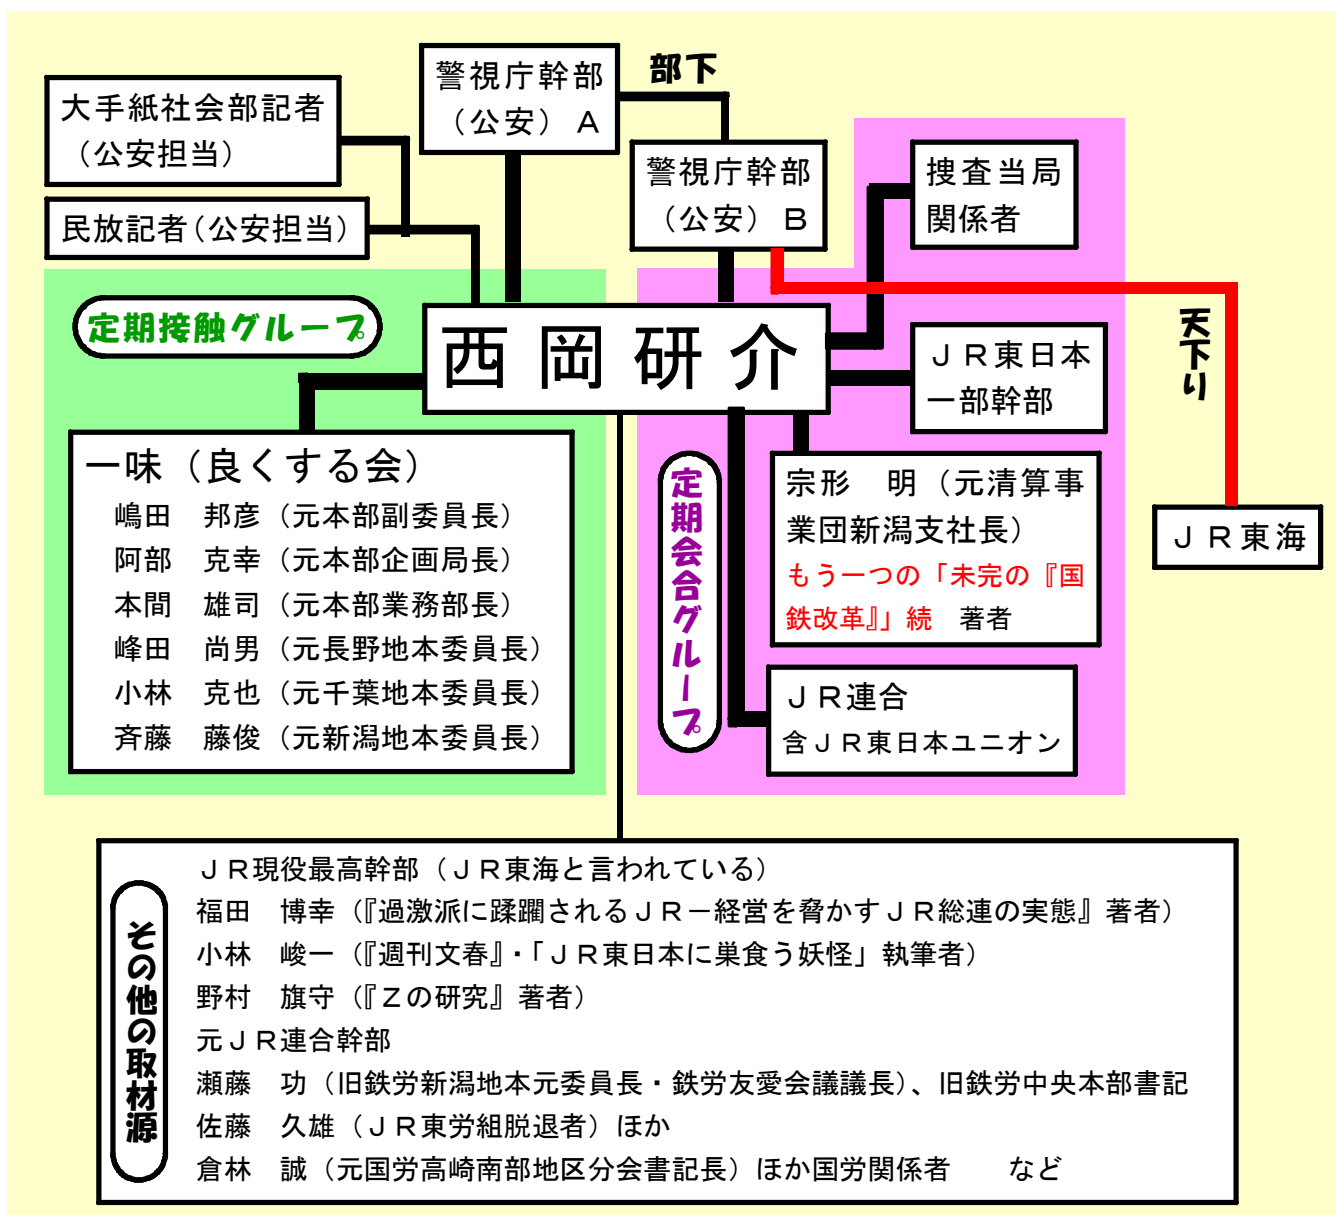 警視庁幹部
（公安）Ａ
部下
大手紙社会部記者
（公安担当）
警視庁幹部
（公安）Ｂ
捜査当局
関係者
民放記者（公安担当）
定期接触グループ
西岡研介
天下り
ＪＲ東日本
一部幹部
一味（良くする会）
嶋田　邦彦（元本部副委員長）
阿部　克幸（元本部企画局長）
本間　雄司（元本部業務部長）
峰田　尚男（元長野地本委員長）
小林　克也（元千葉地本委員長）
斉藤　藤俊（元新潟地本委員長）
定期会合グループ
宗形　明（元清算事
業団新潟支社長）
もう一つの「未完の『国
鉄改革』」続　著者
ＪＲ東海
ＪＲ連合
含ＪＲ東日本ユニオン
その他の取材源
ＪＲ現役最高幹部（ＪＲ東海と言われている）
福田　博幸（『過激派に蹂躙されるＪＲ－経営を脅かすＪＲ総連の実態』著者）
小林　峻一（『週刊文春』・「ＪＲ東日本に巣食う妖怪」執筆者）
野村　旗守（『Ｚの研究』著者）
元ＪＲ連合幹部
瀬藤　功（旧鉄労新潟地本元委員長・鉄労友愛会議議長）、旧鉄労中央本部書記
佐藤　久雄（ＪＲ東労組脱退者）ほか
倉林　誠（元国労高崎南部地区分会書記長）ほか国労関係者　　など